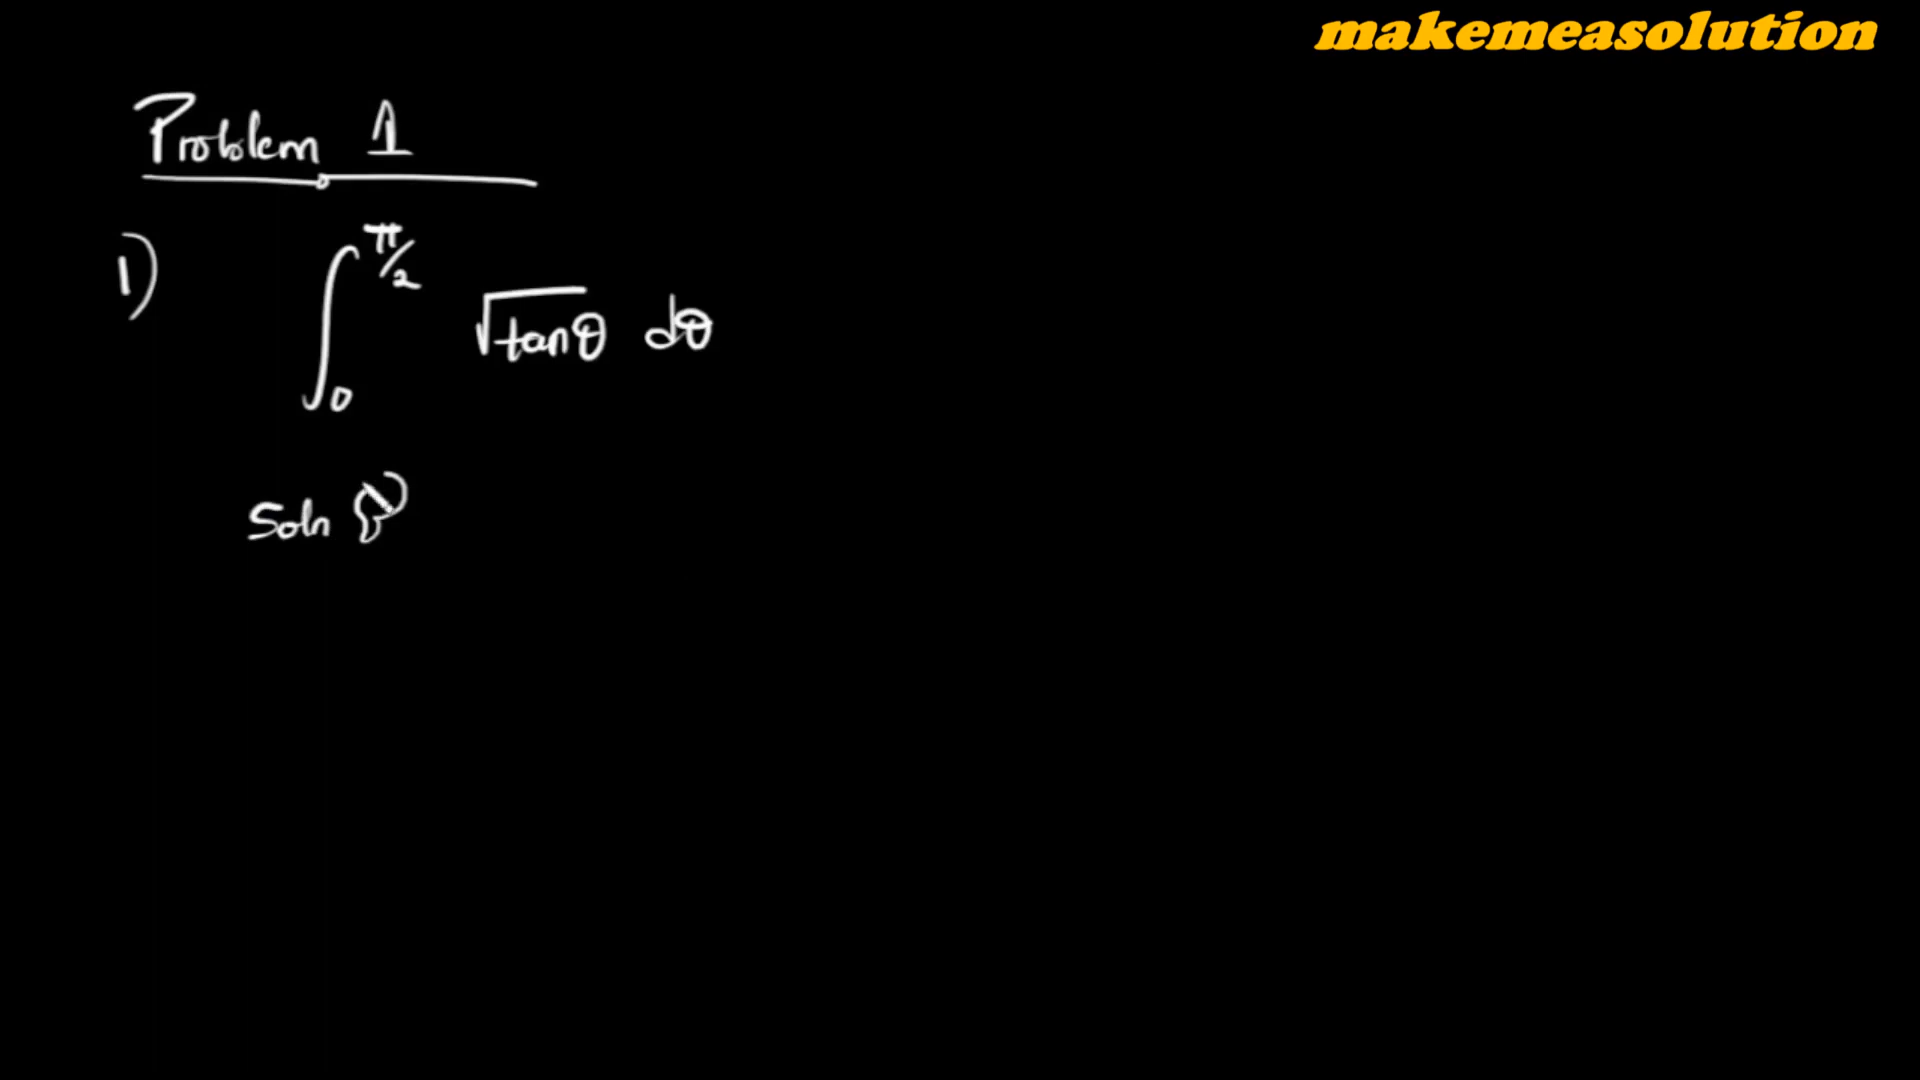 makemeasolution
Problem 1
1) ∫₀^π/2 √tanθ dθ
Soln